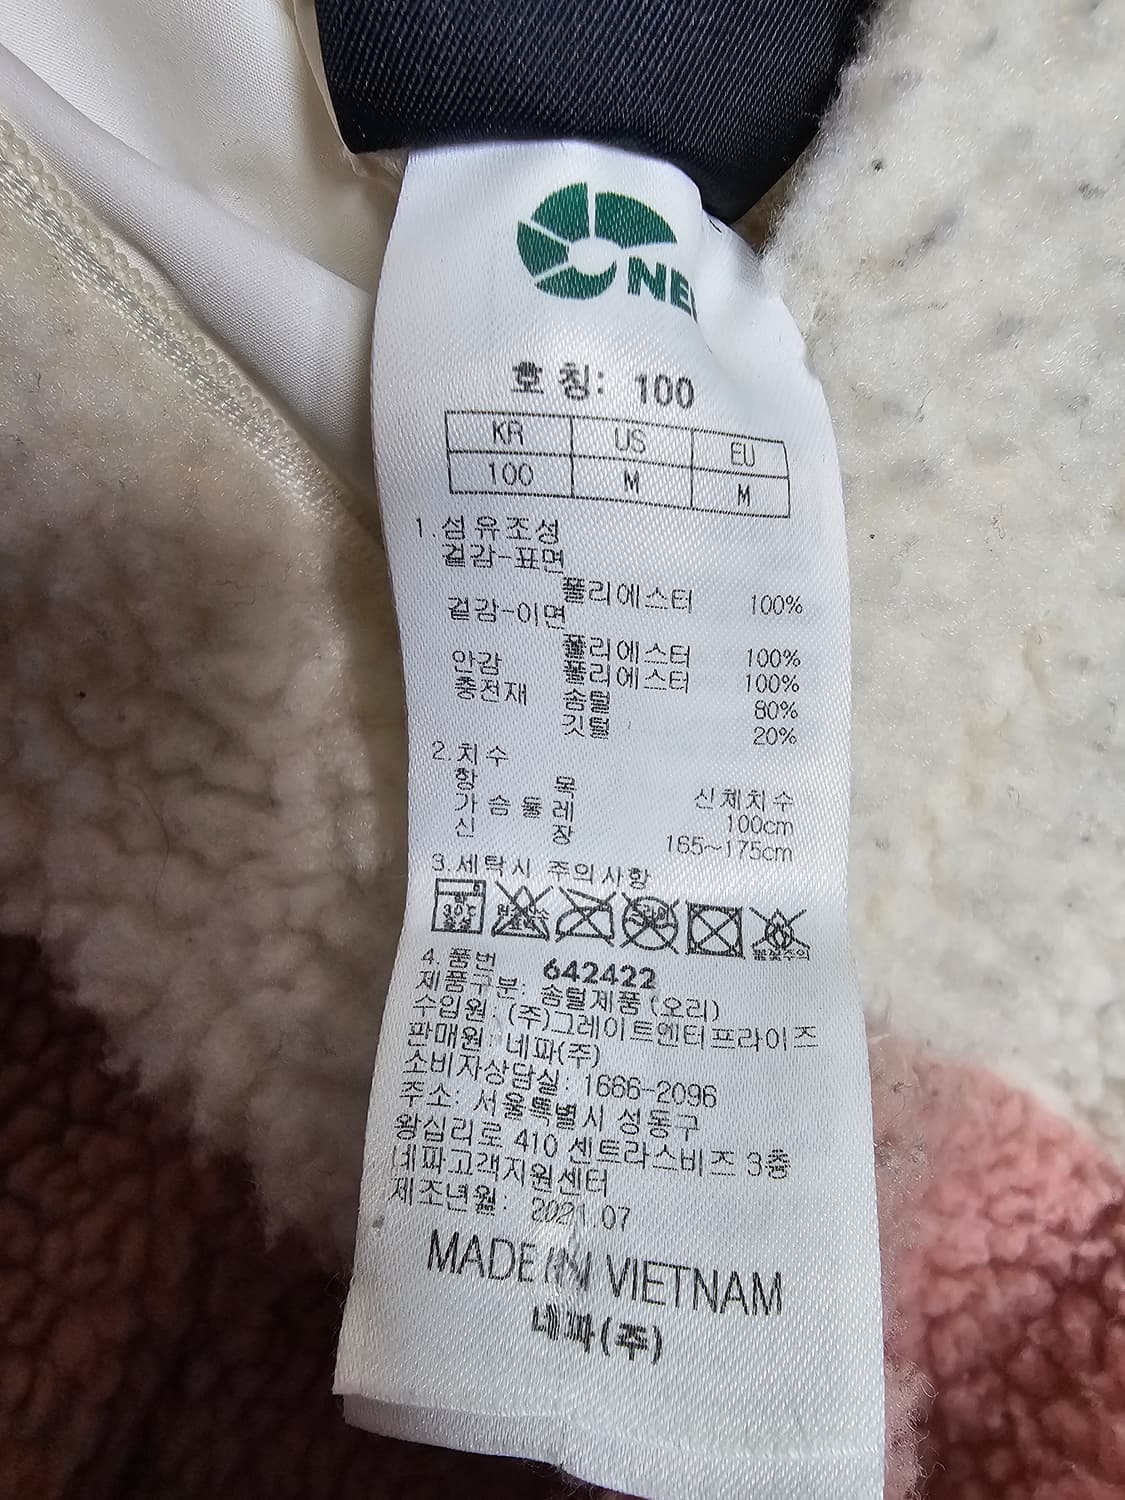 NE
호 칭: 100
KR US EU
100 M M
1.섬유조성
겉감-표면
폴리에스터 100%
겉감-이면
폴리에스터 100%
안감 폴리에스터 100%
충전재 솜털 80%
깃털 20%
2.치수
항 목 신체치수
가 슴 둘 레 100cm
신 장 165~175cm
3.세탁시 주의사항
30℃
4.품번 642422
제품구분: 솜털제품 (오리)
수입원: (주)그레이트엔터프라이즈
판매원: 네파(주)
소비자상담실: 1666-2096
주소: 서울특별시 성동구
왕십리로 410 센트라스비즈 3층
네파고객지원센터
제조년월: 2021.07
MADE IN VIETNAM
네파(주)